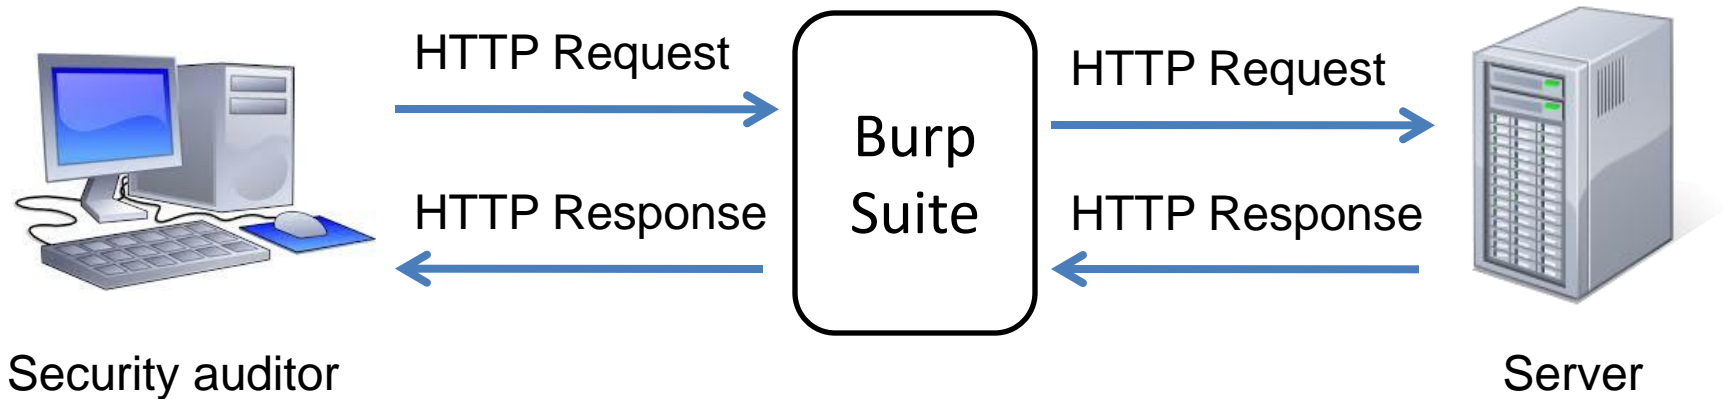 HTTP Request
HTTP Request
Burp
Suite
HTTP Response
HTTP Response
Security auditor
Server